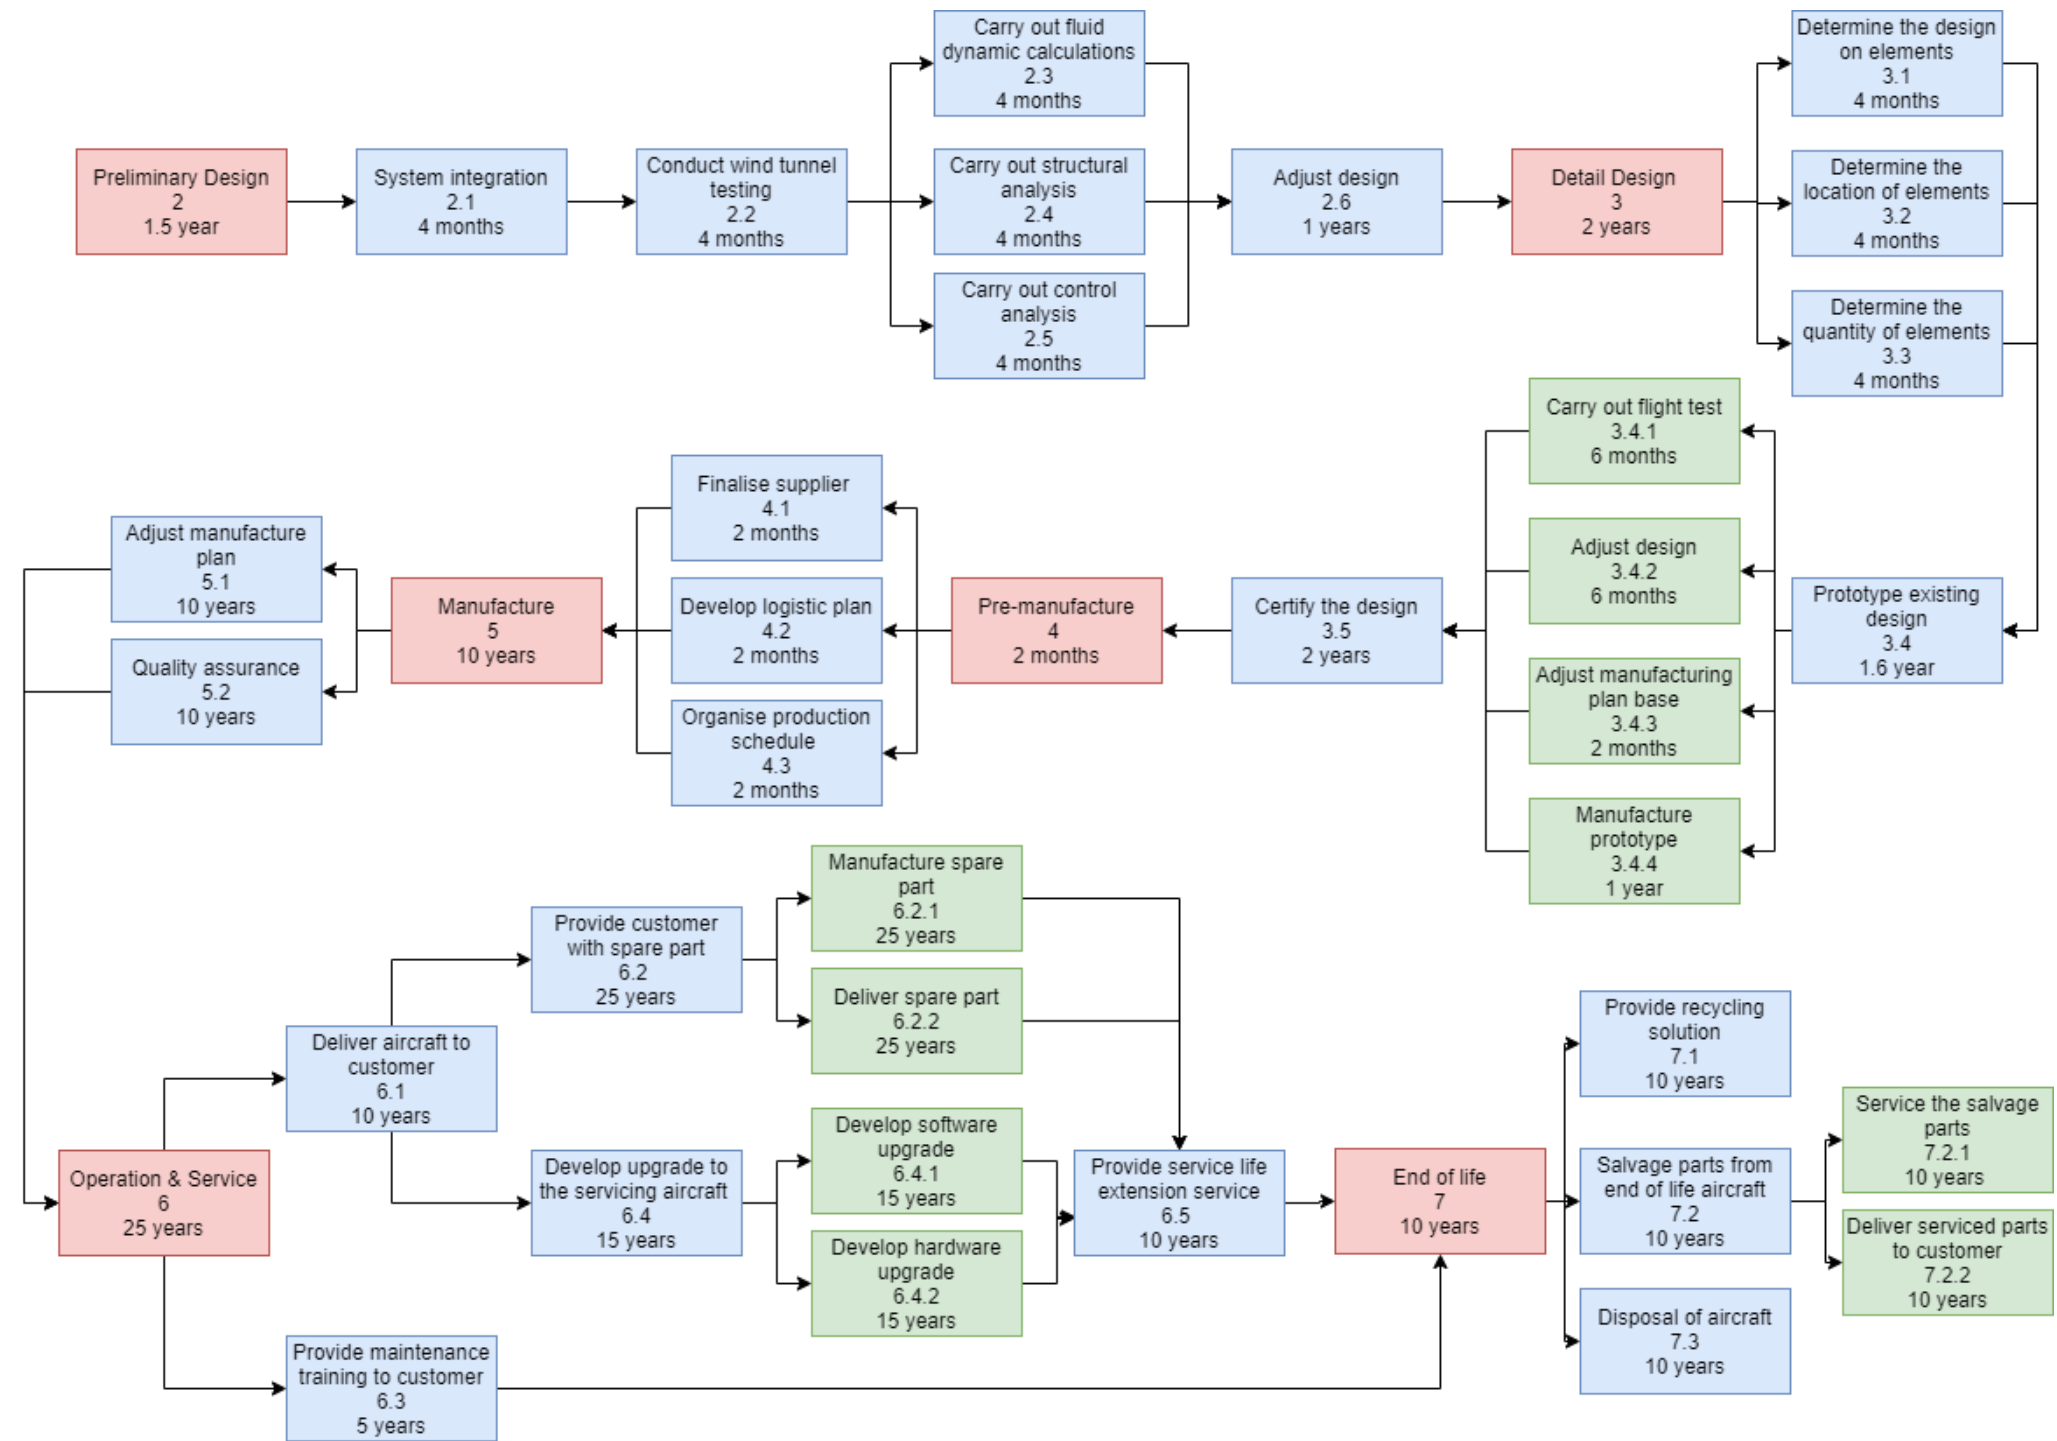 Preliminary Design
2
1.5 year
System integration
2.1
4 months
Conduct wind tunnel
testing
2.2
4 months
Carry out fluid
dynamic calculations
2.3
4 months
Carry out structural
analysis
2.4
4 months
Carry out control
analysis
2.5
4 months
Adjust design
2.6
1 years
Detail Design
3
2 years
Determine the design
on elements
3.1
4 months
Determine the
location of elements
3.2
4 months
Determine the
quantity of elements
3.3
4 months
Prototype existing
design
3.4
1.6 year
Carry out flight test
3.4.1
6 months
Adjust design
3.4.2
6 months
Adjust manufacturing
plan base
3.4.3
2 months
Manufacture
prototype
3.4.4
1 year
Certify the design
3.5
2 years
Pre-manufacture
4
2 months
Finalise supplier
4.1
2 months
Develop logistic plan
4.2
2 months
Organise production
schedule
4.3
2 months
Manufacture
5
10 years
Adjust manufacture
plan
5.1
10 years
Quality assurance
5.2
10 years
Operation & Service
6
25 years
Deliver aircraft to
customer
6.1
10 years
Provide customer
with spare part
6.2
25 years
Manufacture spare
part
6.2.1
25 years
Deliver spare part
6.2.2
25 years
Provide maintenance
training to customer
6.3
5 years
Develop upgrade to
the servicing aircraft
6.4
15 years
Develop software
upgrade
6.4.1
15 years
Develop hardware
upgrade
6.4.2
15 years
Provide service life
extension service
6.5
10 years
End of life
7
10 years
Provide recycling
solution
7.1
10 years
Salvage parts from
end of life aircraft
7.2
10 years
Service the salvage
parts
7.2.1
10 years
Deliver serviced parts
to customer
7.2.2
10 years
Disposal of aircraft
7.3
10 years